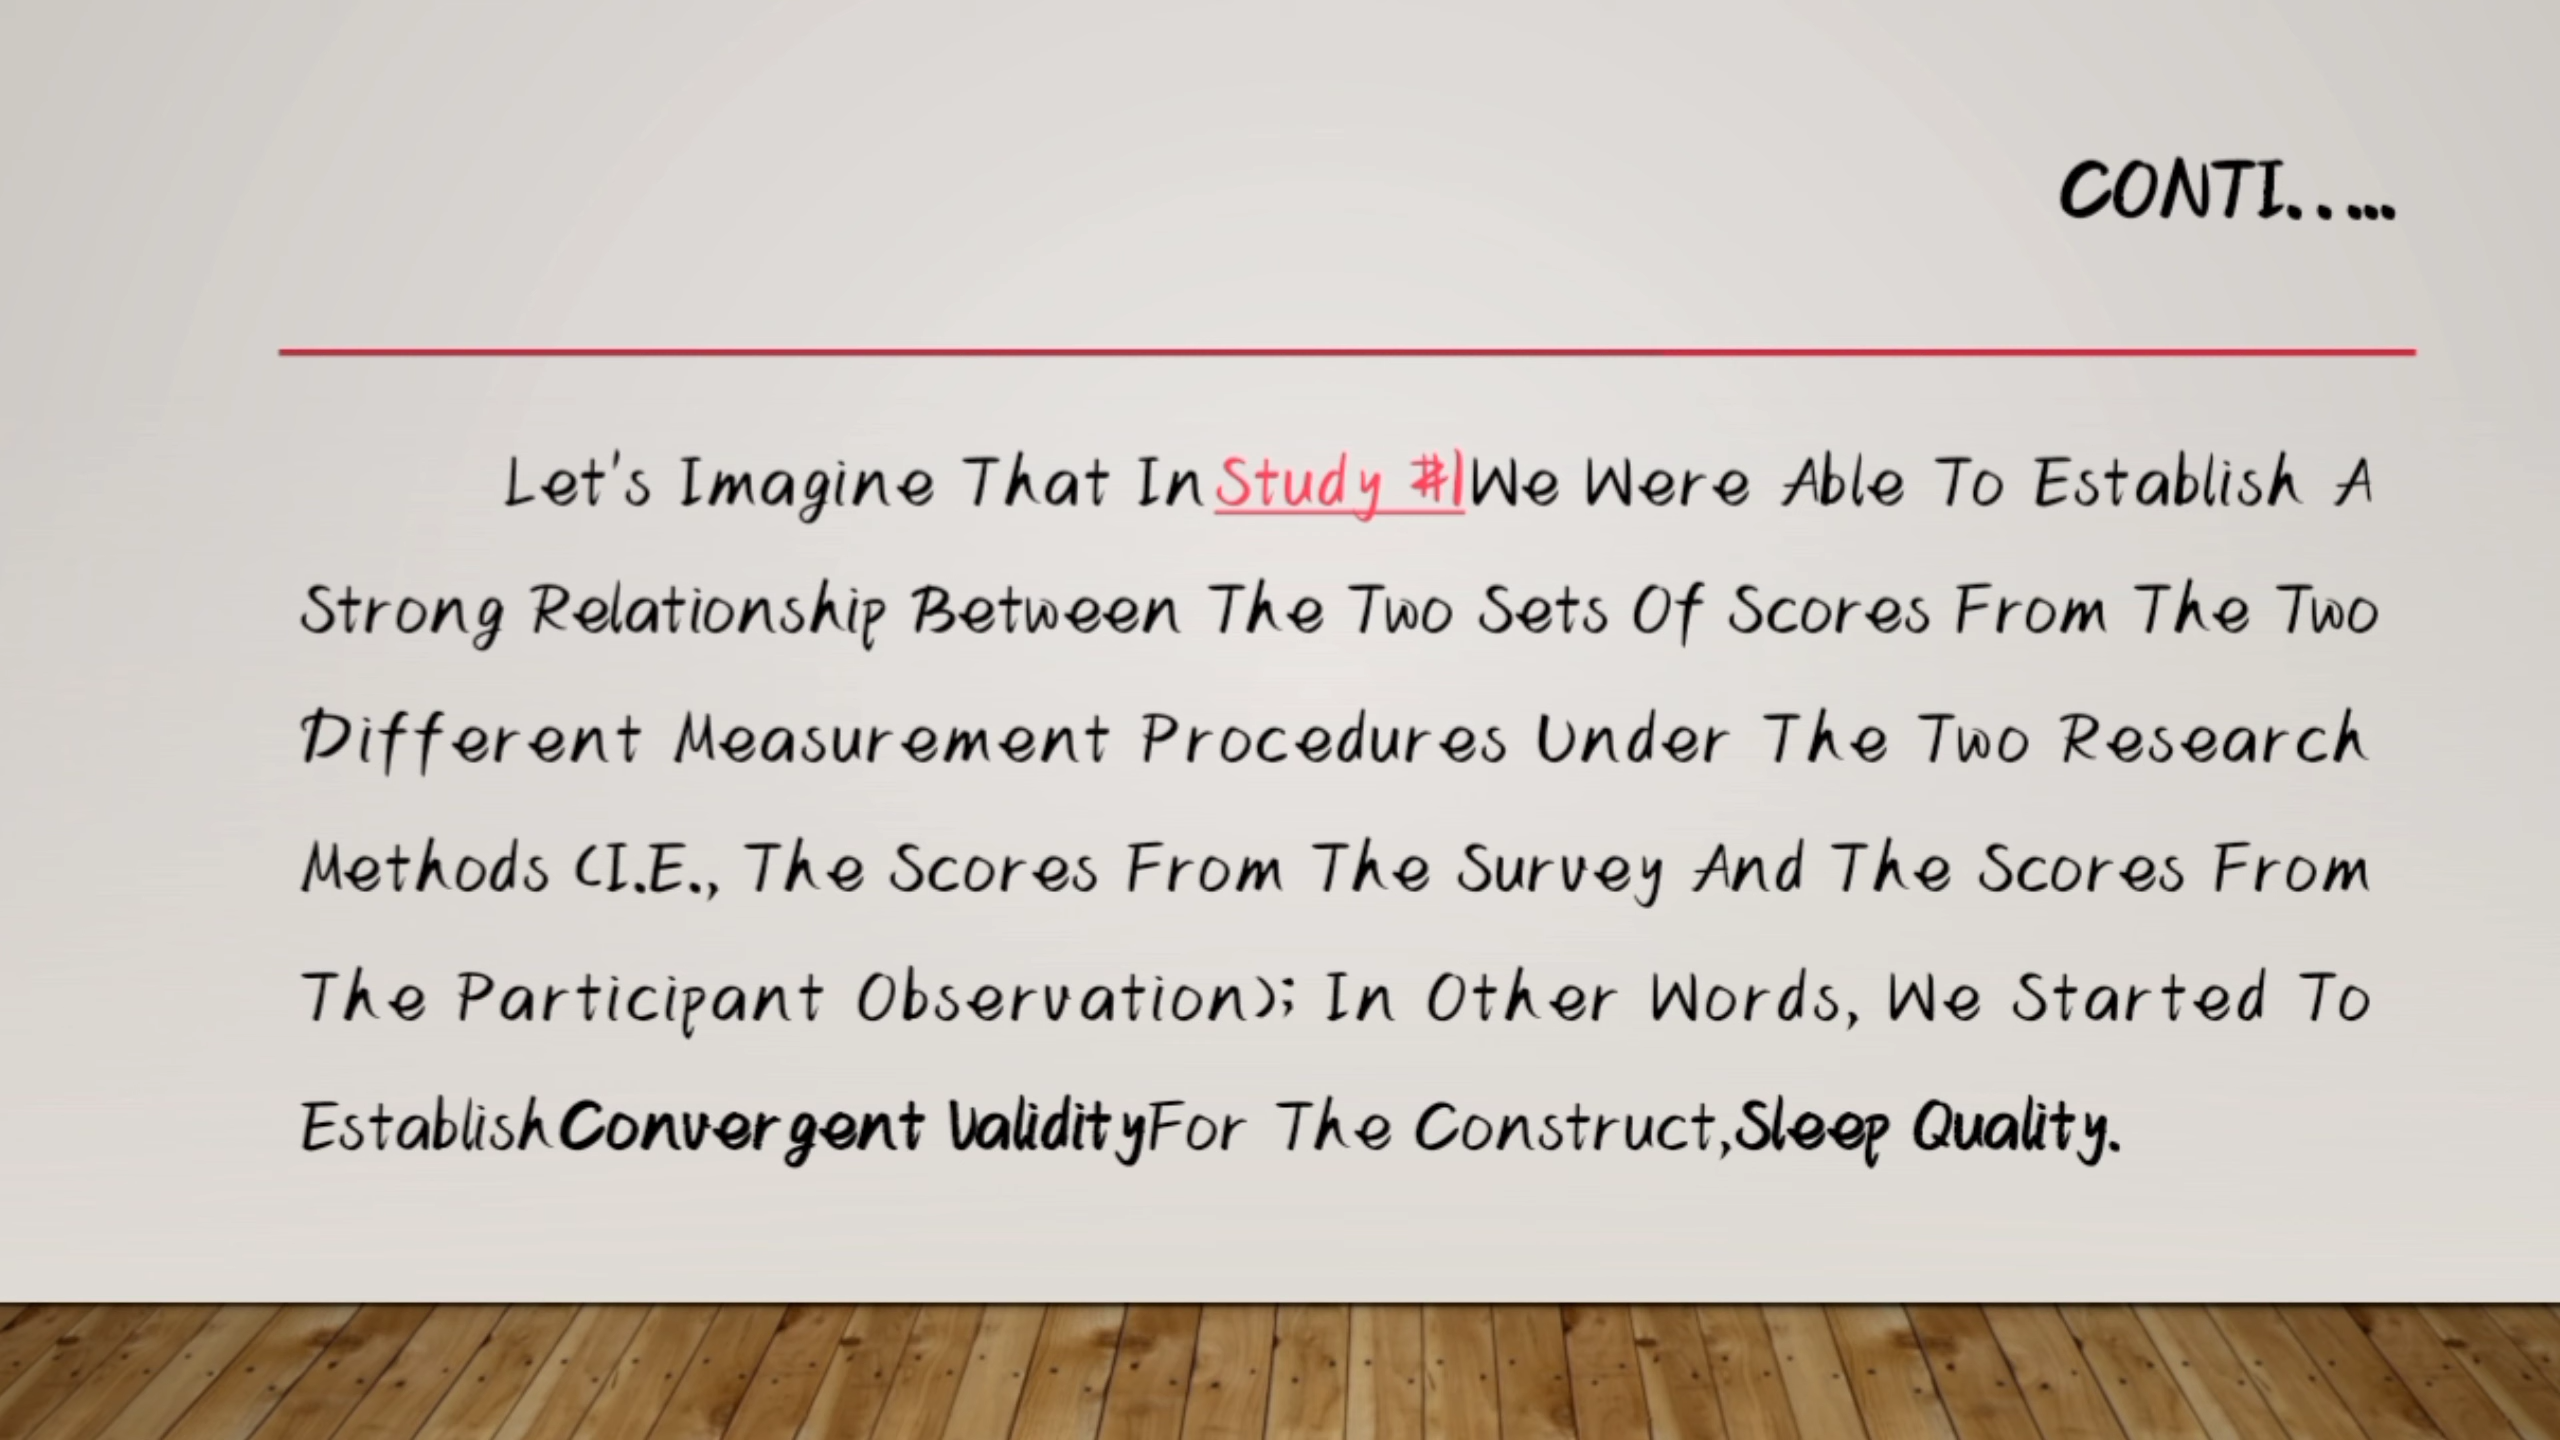 CONTI.....
Let's Imagine That In Study #1 We Were Able To Establish A
Strong Relationship Between The Two Sets Of Scores From The Two
Different Measurement Procedures Under The Two Research
Methods (I.E., The Scores From The Survey And The Scores From
The Participant Observation); In Other Words, We Started To
Establish Convergent Validity For The Construct, Sleep Quality.